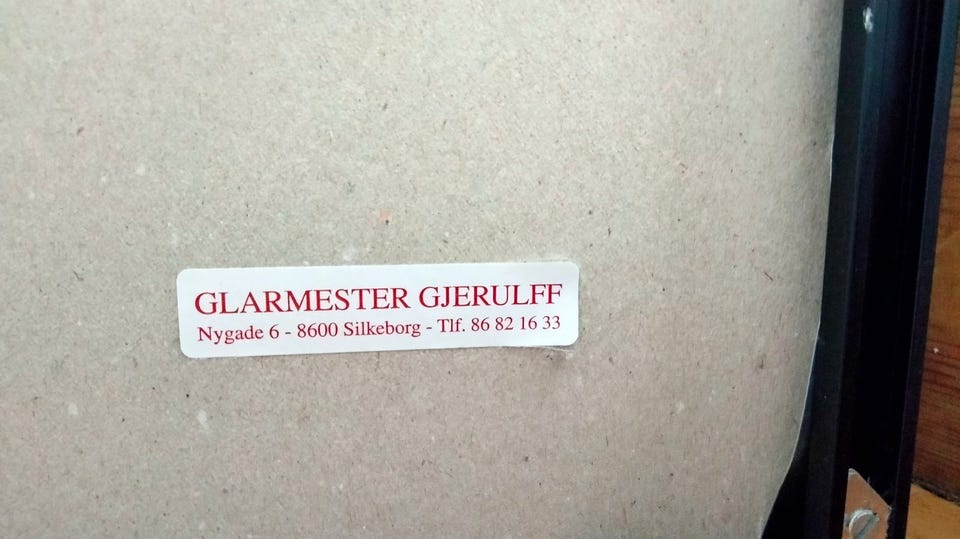 GLARMESTER GJERULFF
Nygade 6 - 8600 Silkeborg - Tlf. 86 82 16 33